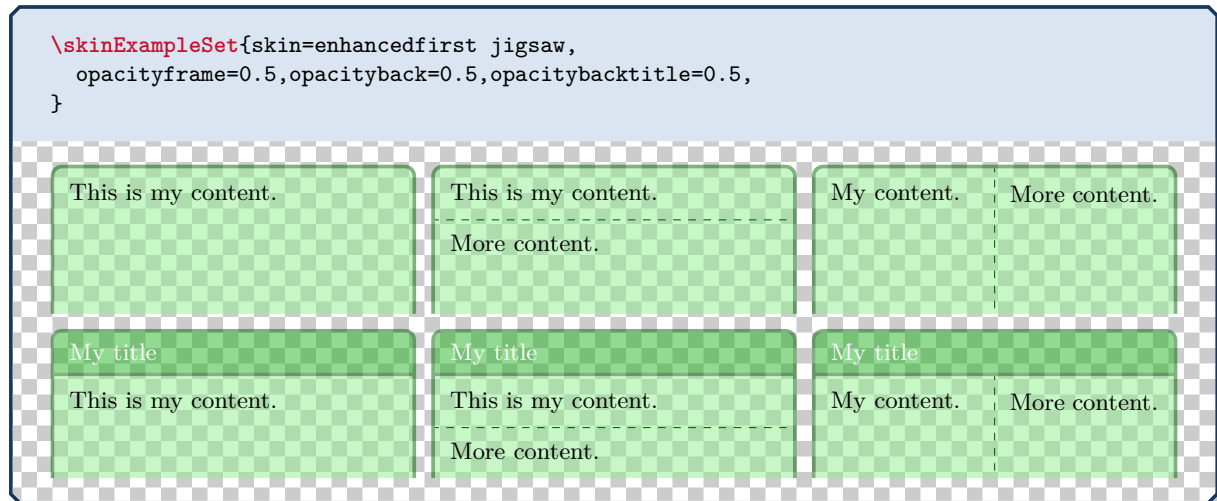 \skinExampleSet{skin=enhancedfirst jigsaw,
opacityframe=0.5,opacityback=0.5,opacitybacktitle=0.5,
}
This is my content.
This is my content.
More content.
My content.
More content.
My title
This is my content.
My title
This is my content.
More content.
My title
My content.
More content.